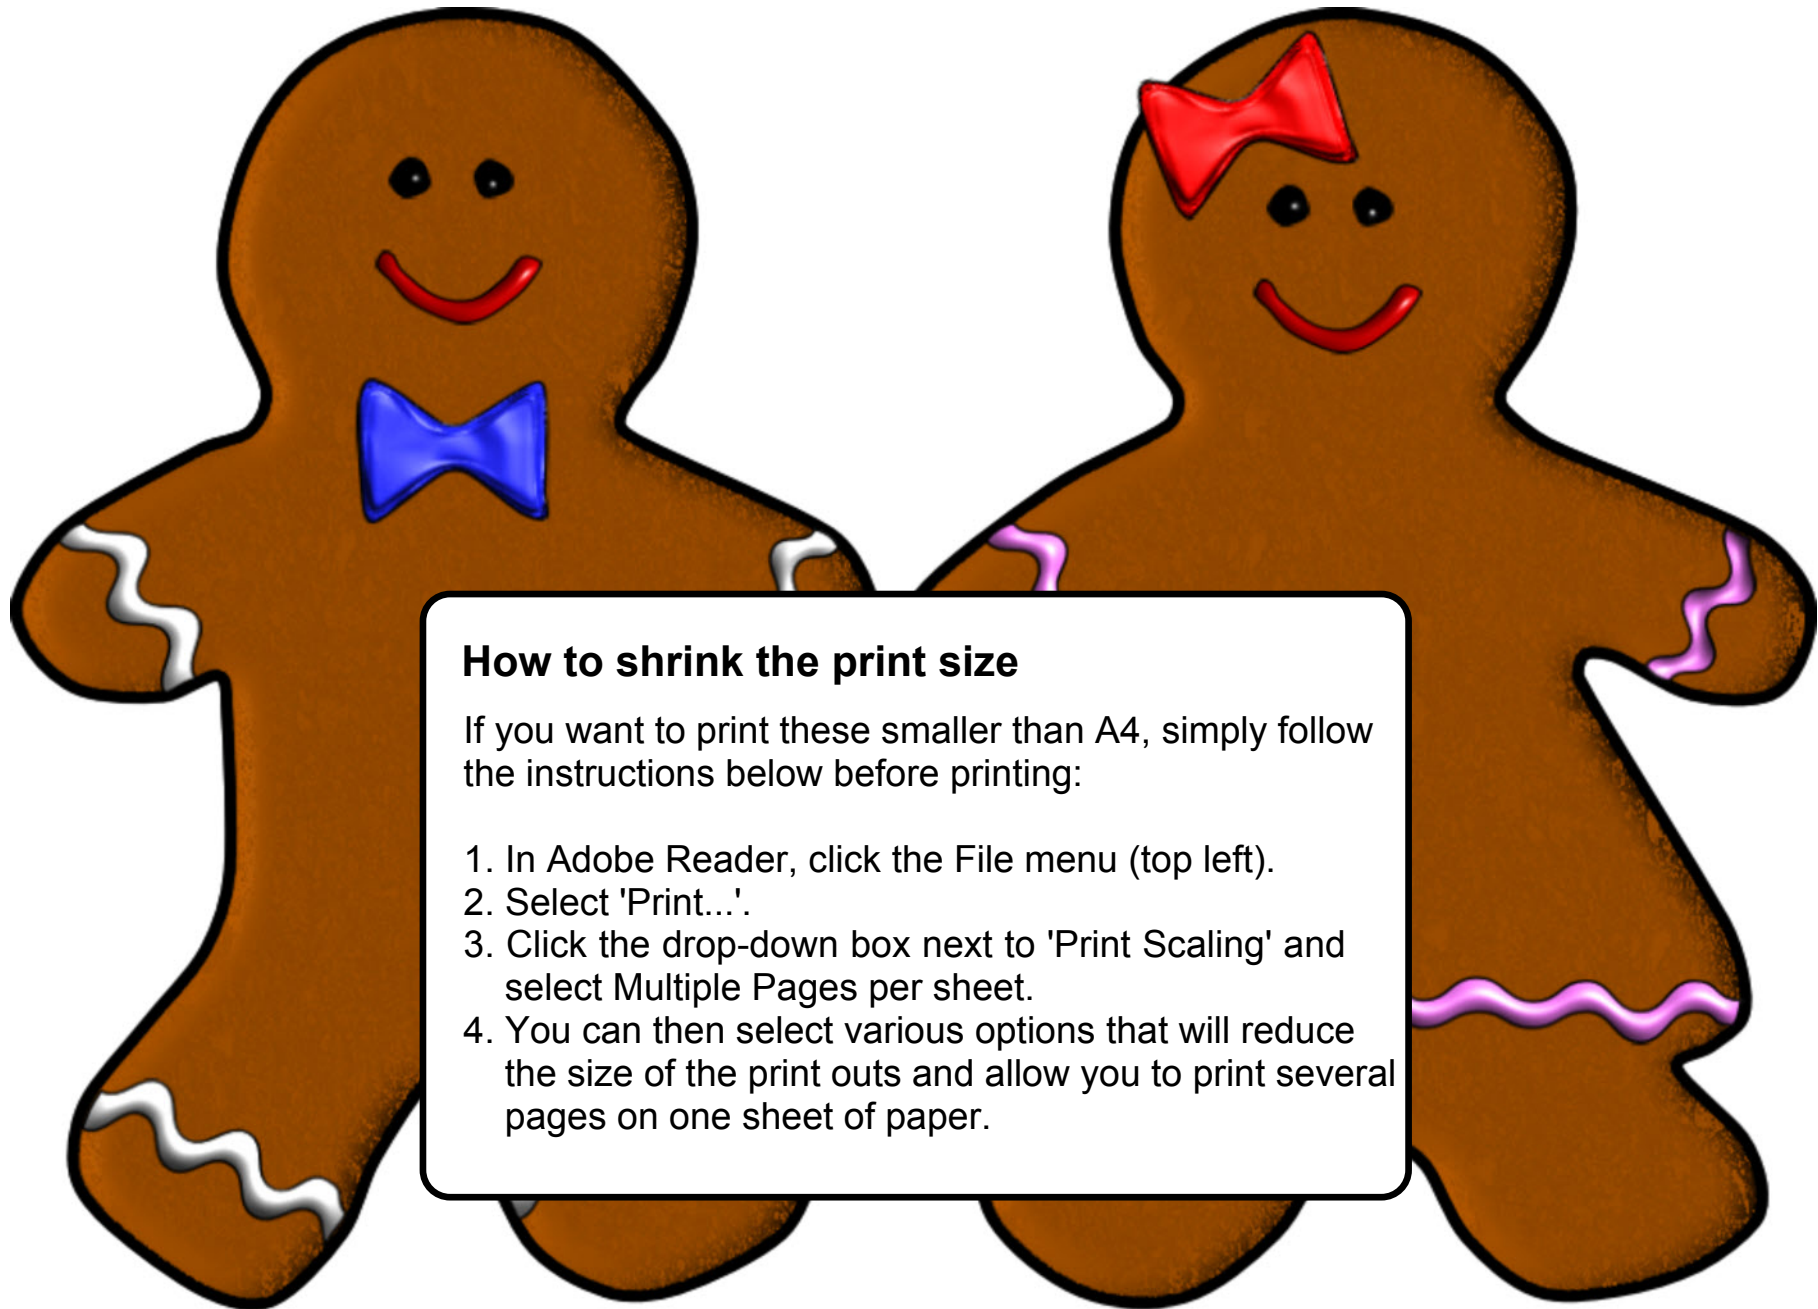 How to shrink the print size
If you want to print these smaller than A4, simply follow
the instructions below before printing:
1. In Adobe Reader, click the File menu (top left).
2. Select 'Print...'.
3. Click the drop-down box next to 'Print Scaling' and
select Multiple Pages per sheet.
4. You can then select various options that will reduce
the size of the print outs and allow you to print several
pages on one sheet of paper.